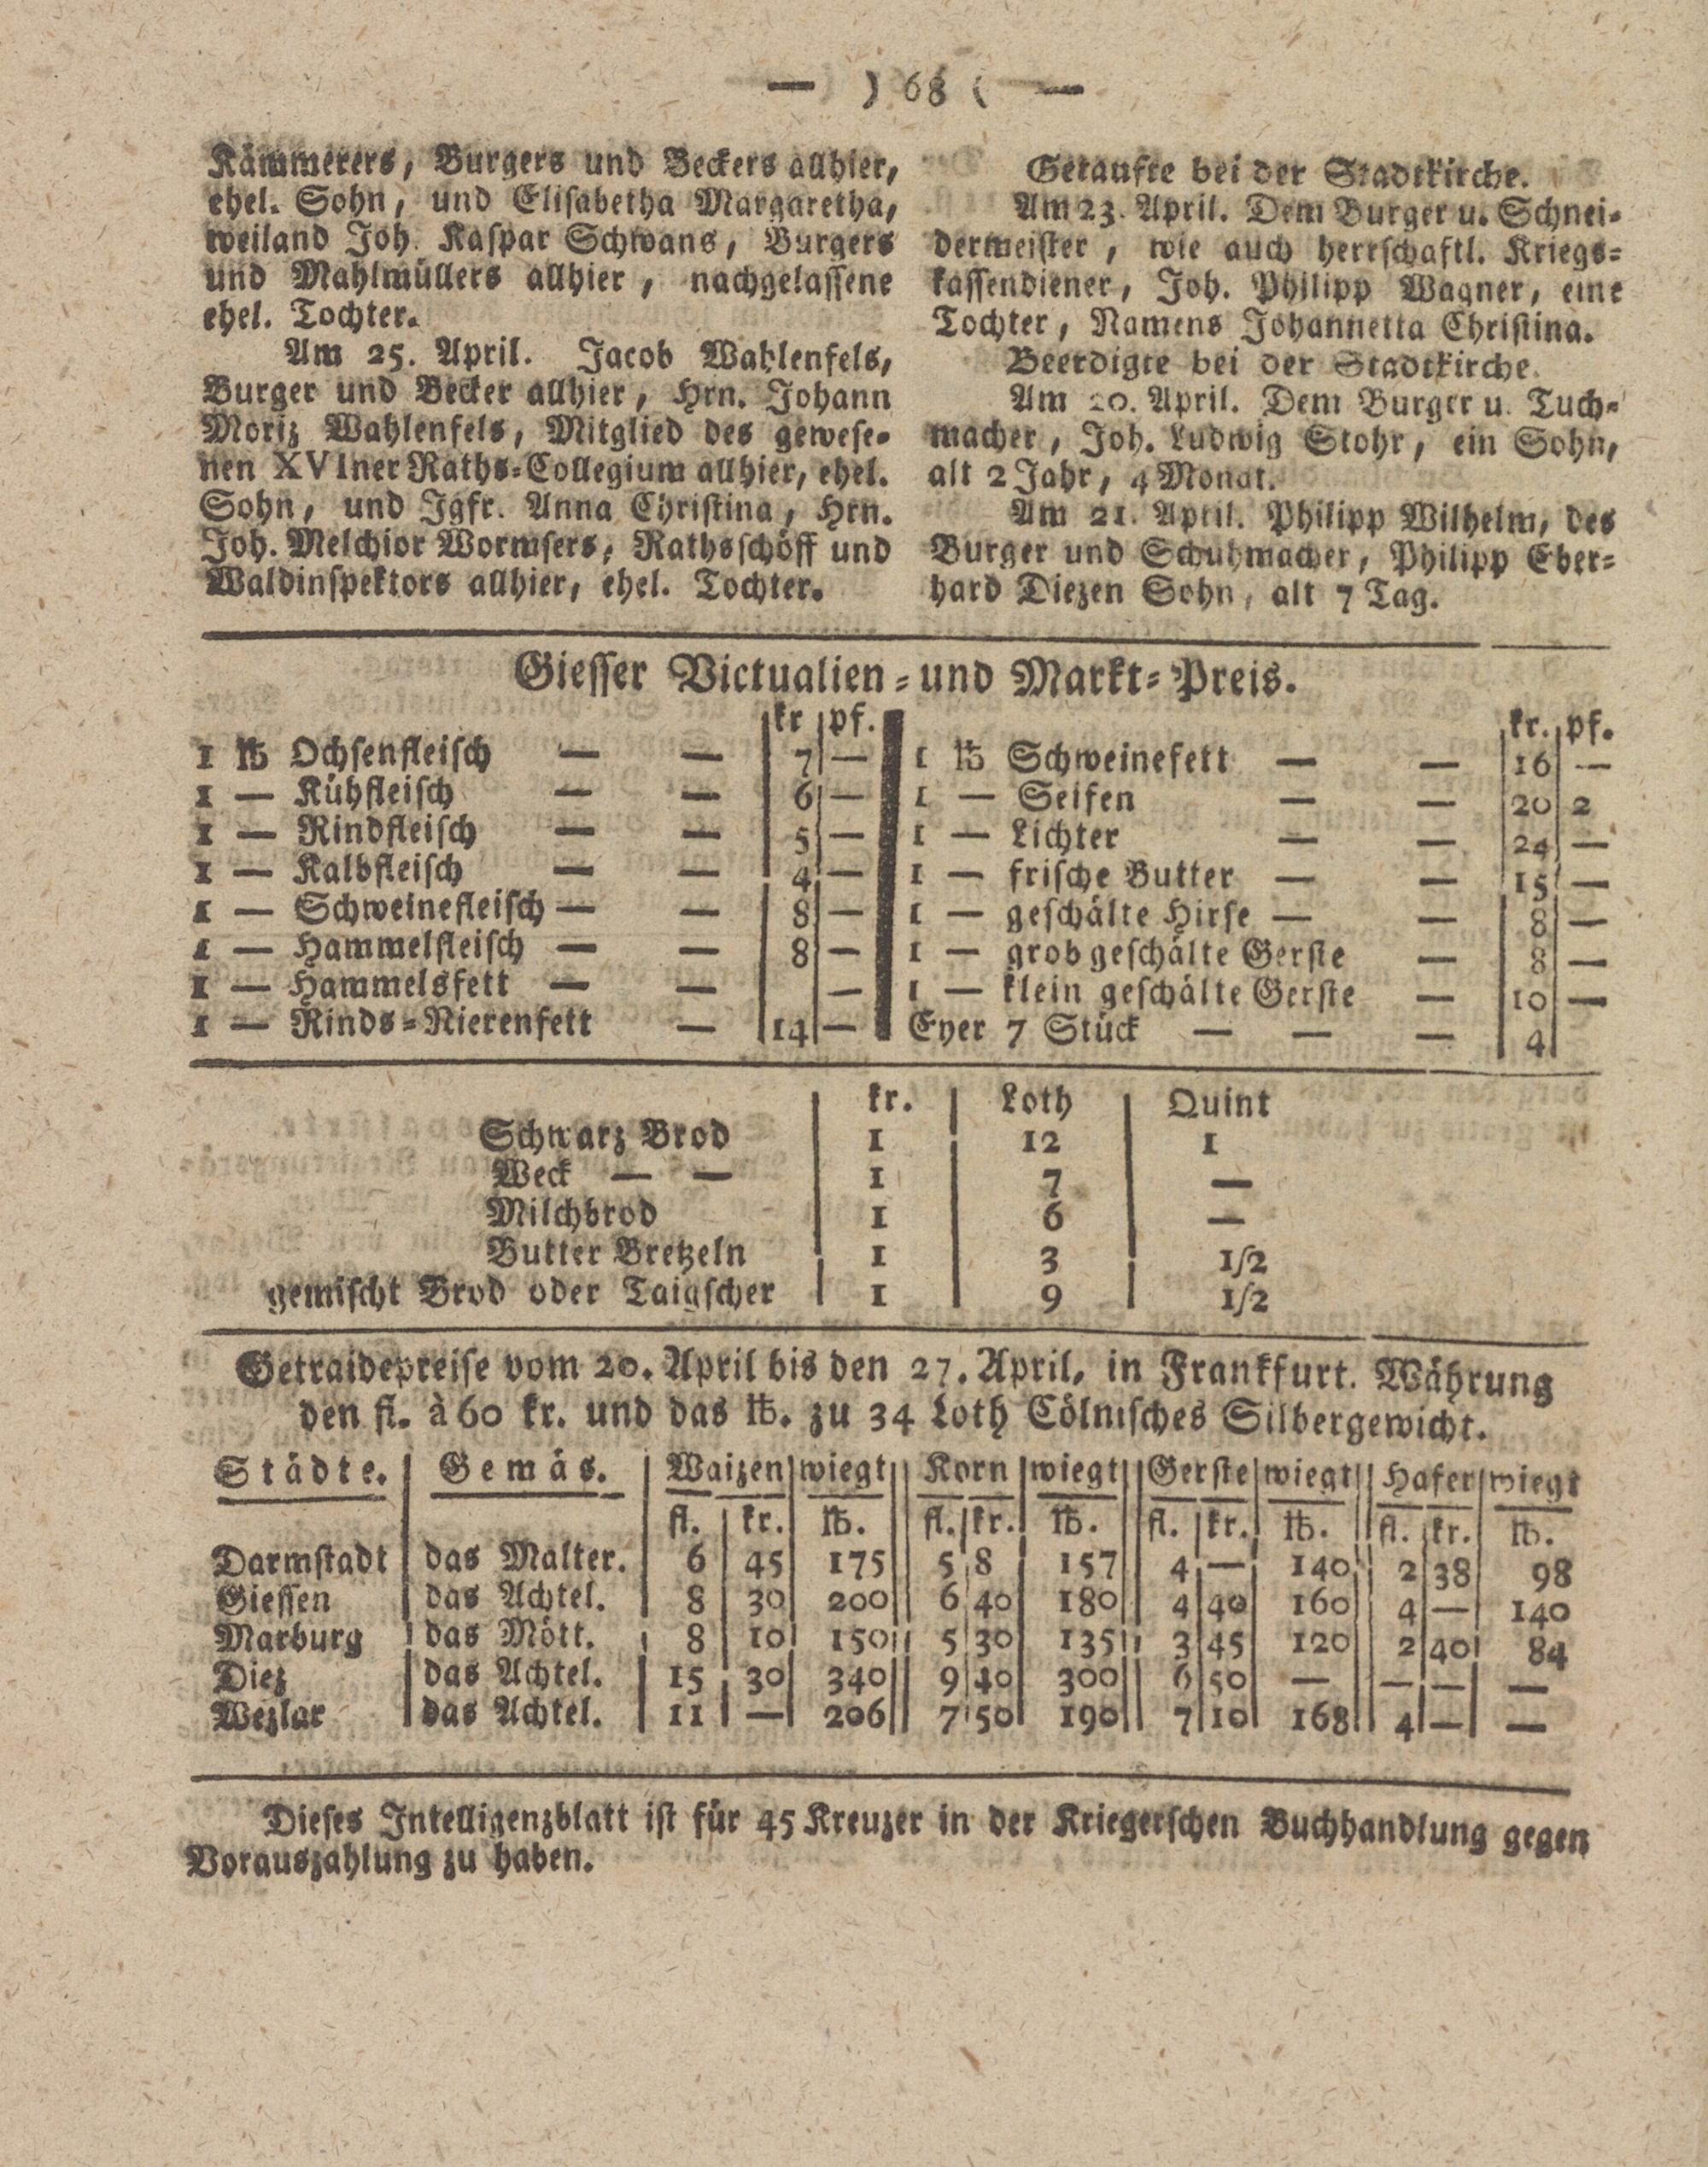 — ) 68 ( —
Kämmerers, Burgers und Beckers allhier,
ehel. Sohn, und Elisabetha Margaretha,
weiland Joh. Kaspar Schwans, Burgers
und Mahlmüllers allhier, nachgelassene
ehel. Tochter.
Am 25. April. Jacob Wahlenfels,
Burger und Becker allhier, Hrn. Johann
Moriz Wahlenfels, Mitglied des gewese-
nen XVIner Raths-Collegium allhier, ehel.
Sohn, und Jgfr. Anna Christina, Hrn.
Joh. Melchior Wormsers, Rathsschöff und
Waldinspektors allhier, ehel. Tochter.
Getaufte bei der Stadtkirche.
Am 23. April. Dem Burger u. Schnei-
dermeister, wie auch herrschaftl. Kriegs-
kassendiener, Joh. Philipp Wagner, eine
Tochter, Namens Johannetta Christina.
Beerdigte bei der Stadtkirche.
Am 20. April. Dem Burger u. Tuch-
macher, Joh. Ludwig Stohr, ein Sohn,
alt 2 Jahr, 4 Monat.
Am 21. April. Philipp Wilhelm, des
Burger und Schuhmacher, Philipp Eber-
hard Diezen Sohn, alt 7 Tag.
Giesser Victualien- und Markt-Preis.
kr pf.
1 ℔ Ochsenfleisch — — 7 —
1 — Kühfleisch — — 6 —
1 — Rindfleisch — — 5 —
1 — Kalbfleisch — — 4 —
1 — Schweinefleisch — — 8 —
1 — Hammelfleisch — — 8 —
1 — Hammelsfett — — —
1 — Rinds-Nierenfett — 14 —
kr. pf.
1 ℔ Schweinefett — — 16 —
1 — Seifen — — 20 2
1 — Lichter — — 24 —
1 — frische Butter — — 15 —
1 — geschälte Hirse — — 8 —
1 — grob geschälte Gerste — 8 —
1 — klein geschälte Gerste — 10 —
Eyer 7 Stück — — — 4
kr. Loth Quint
Schwarz Brod 1 12 1
Weck — — 1 7 —
Milchbrod 1 6 —
Butter Bretzeln 1 3 1/2
gemischt Brod oder Taigscher 1 9 1/2
Getraidepreise vom 20. April bis den 27. April, in Frankfurt. Währung
den fl. à 60 kr. und das ℔. zu 34 Loth Cölnisches Silbergewicht.
Städte. Gemäs. Waizen wiegt Korn wiegt Gerste wiegt Hafer wiegt
fl. kr. ℔. fl. kr. ℔. fl. kr. ℔. fl. kr. ℔.
Darmstadt das Malter. 6 45 175 5 8 157 4 — 140 2 38 98
Giessen das Achtel. 8 30 200 6 40 180 4 40 160 4 — 140
Marburg das Mött. 8 10 150 5 30 135 3 45 120 2 40 84
Diez das Achtel. 15 30 340 9 40 300 6 50 — — — —
Wezlar das Achtel. 11 — 206 7 50 190 7 10 168 4 — —
Dieses Intelligenzblatt ist für 45 Kreuzer in der Kriegerschen Buchhandlung gegen
Vorauszahlung zu haben.